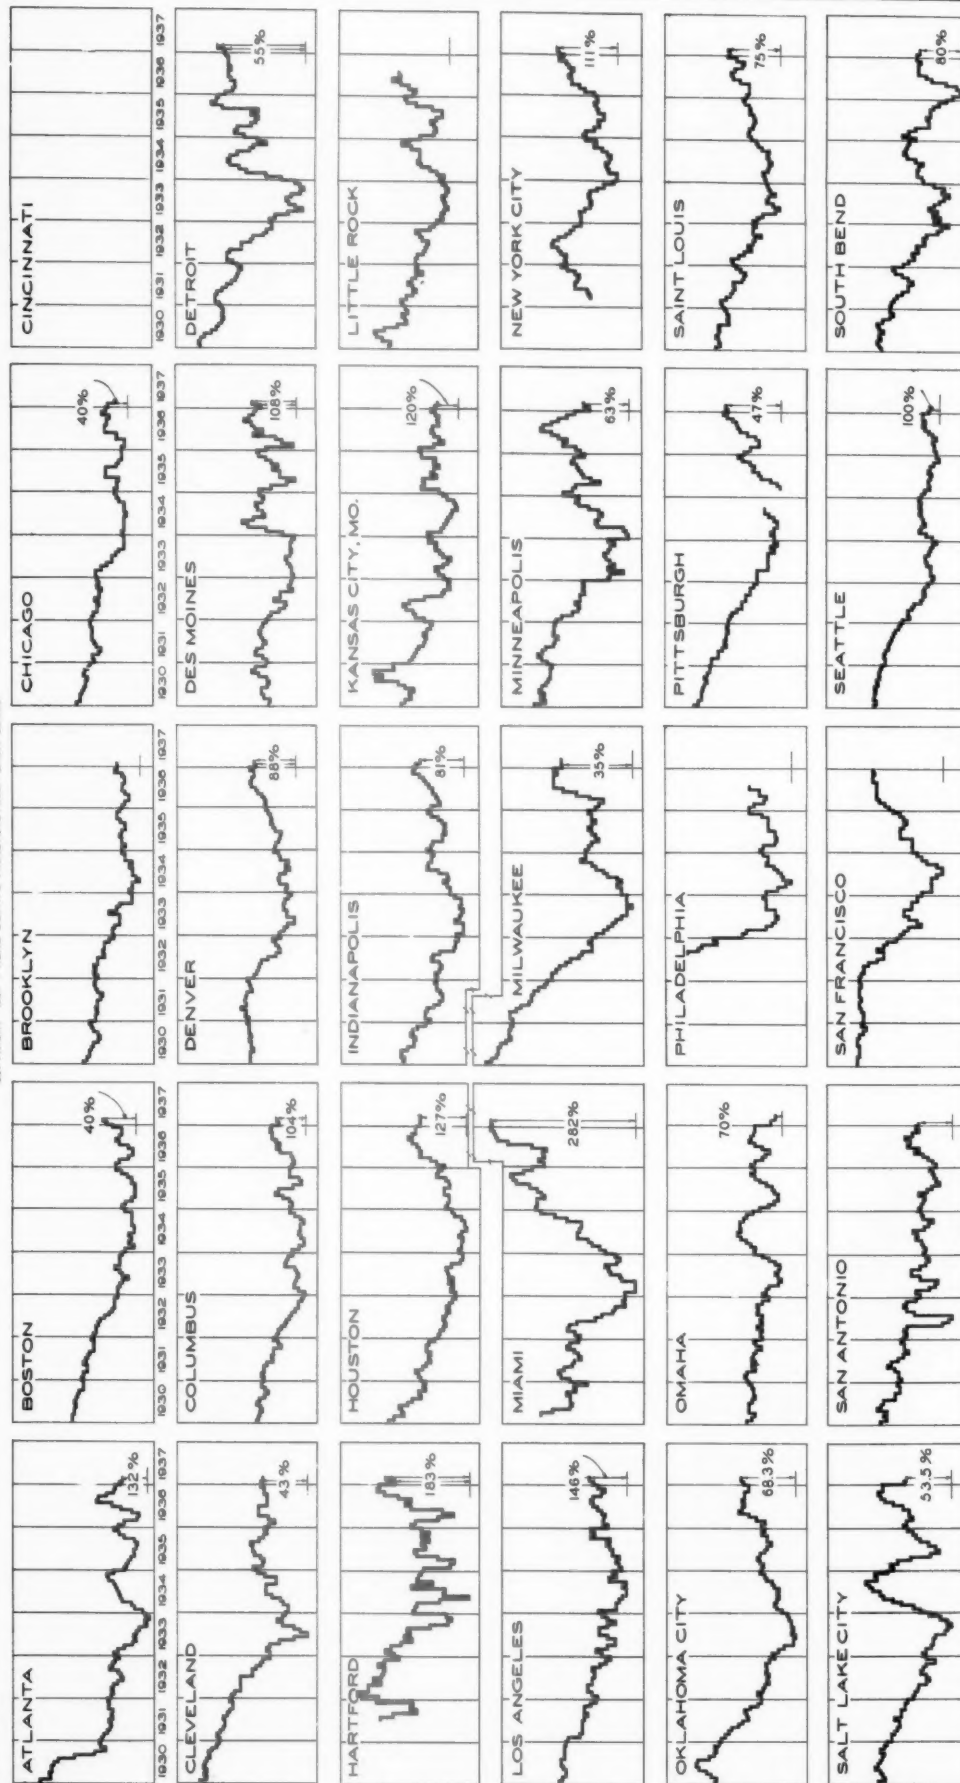 ATLANTA
132%
1930 1931 1932 1933 1934 1935 1936 1937
BOSTON
40%
1930 1931 1932 1933 1934 1935 1936 1937
BROOKLYN
1930 1931 1932 1933 1934 1935 1936 1937
CHICAGO
40%
1930 1931 1932 1933 1934 1935 1936 1937
CINCINNATI
1930 1931 1932 1933 1934 1935 1936 1937
CLEVELAND
43%
COLUMBUS
104%
DENVER
88%
DES MOINES
108%
DETROIT
55%
HARTFORD
183%
HOUSTON
127%
INDIANAPOLIS
81%
KANSAS CITY, MO.
120%
LITTLE ROCK
LOS ANGELES
146%
MIAMI
282%
MILWAUKEE
35%
MINNEAPOLIS
63%
NEW YORK CITY
111%
OKLAHOMA CITY
68.3%
OMAHA
70%
PHILADELPHIA
PITTSBURGH
47%
SAINT LOUIS
75%
SALT LAKE CITY
53.5%
SAN ANTONIO
SAN FRANCISCO
SEATTLE
100%
SOUTH BEND
80%